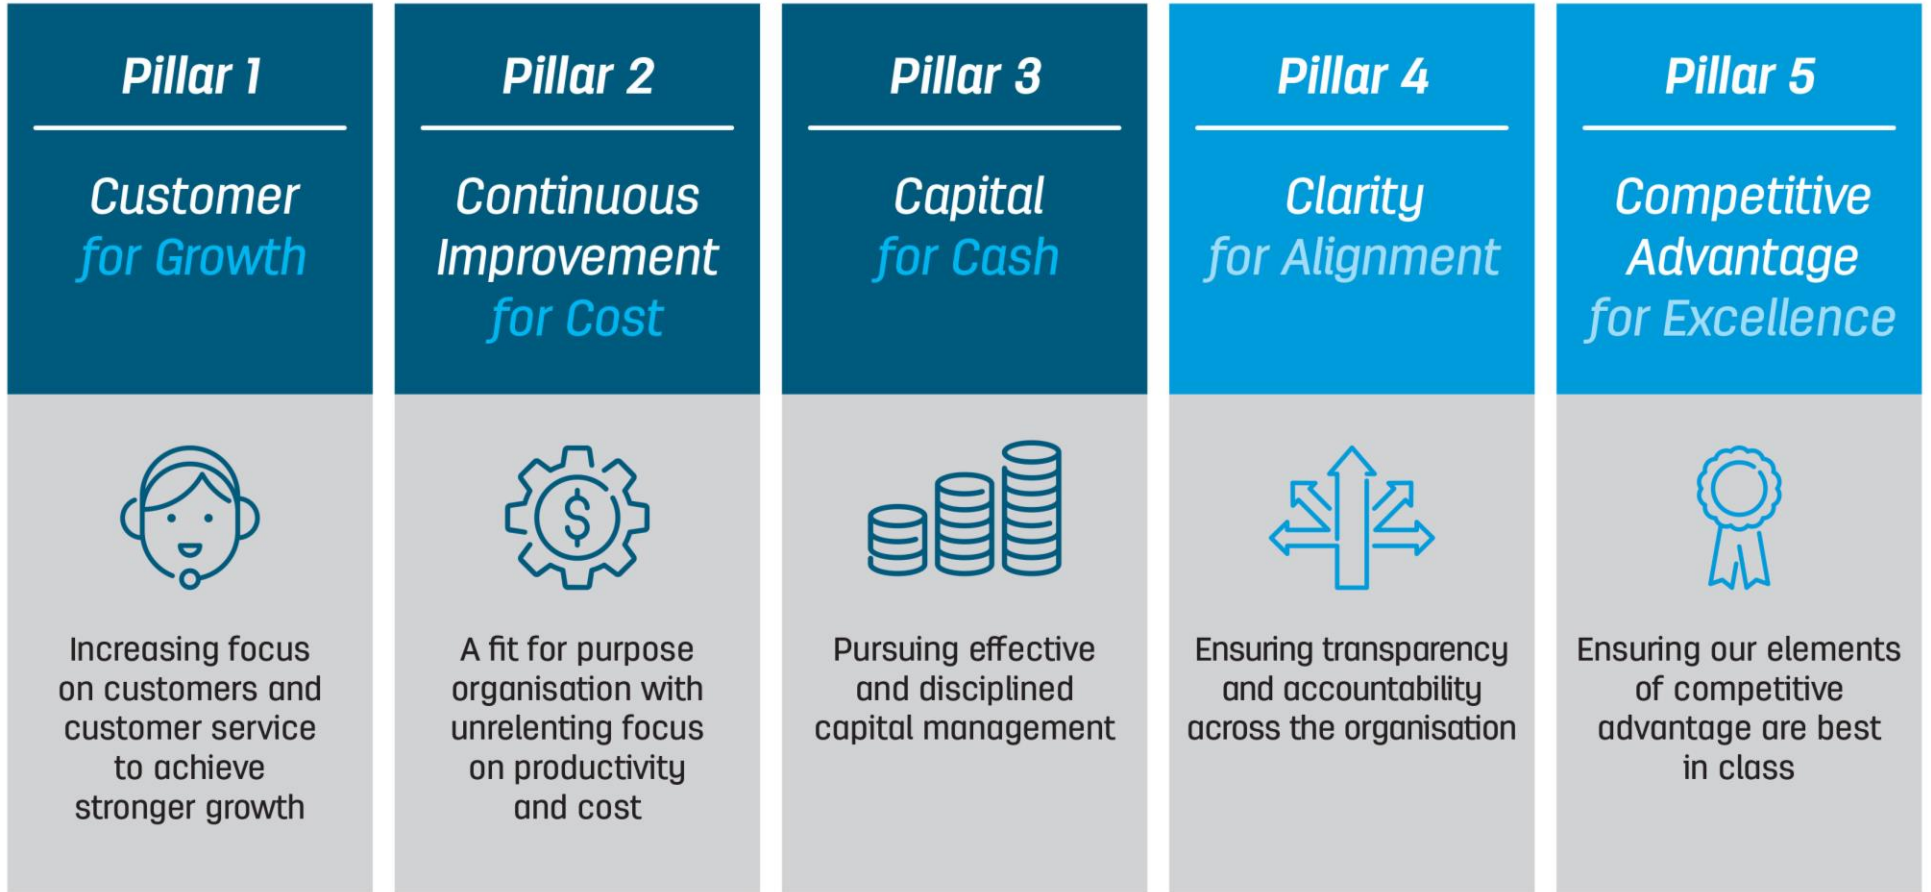 Pillar 1
Customer
for Growth
Increasing focus
on customers and
customer service
to achieve
stronger growth
Pillar 2
Continuous
Improvement
for Cost
$
A fit for purpose
organisation with
unrelenting focus
on productivity
and cost
Pillar 3
Capital
for Cash
Pursuing effective
and disciplined
capital management
Pillar 4
Clarity
for Alignment
Ensuring transparency
and accountability
across the organisation
Pillar 5
Competitive
Advantage
for Excellence
Ensuring our elements
of competitive
advantage are best
in class